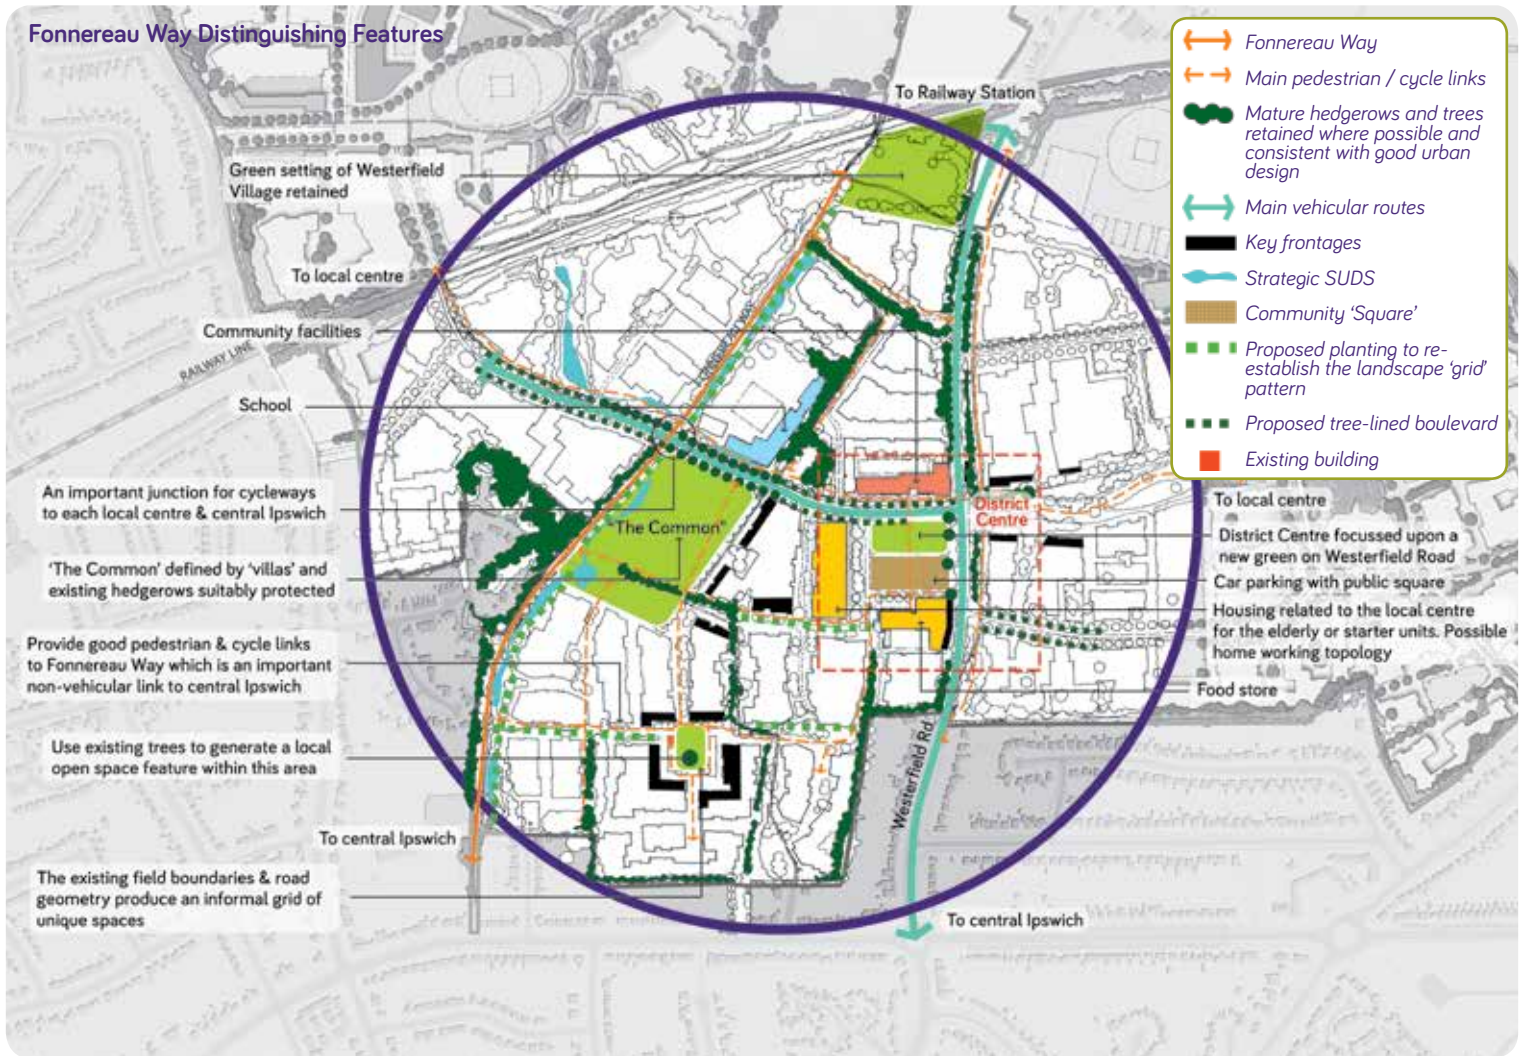 Fonnereau Way Distinguishing Features
Fonnereau Way
Main pedestrian / cycle links
Mature hedgerows and trees
retained where possible and
consistent with good urban
design
Main vehicular routes
Key frontages
Strategic SUDS
Community ‘Square’
Proposed planting to re-
establish the landscape ‘grid’
pattern
Proposed tree-lined boulevard
Existing building
To Railway Station
Green setting of Westerfield
Village retained
To local centre
Community facilities
RAILWAY LINE
School
An important junction for cycleways
to each local centre & central Ipswich
"The Common"
‘The Common’ defined by ‘villas’ and
existing hedgerows suitably protected
Provide good pedestrian & cycle links
to Fonnereau Way which is an important
non-vehicular link to central Ipswich
Use existing trees to generate a local
open space feature within this area
To central Ipswich
The existing field boundaries & road
geometry produce an informal grid of
unique spaces
District
Centre
To local centre
District Centre focussed upon a
new green on Westerfield Road
Car parking with public square
Housing related to the local centre
for the elderly or starter units. Possible
home working topology
Food store
Westerfield Rd
To central Ipswich